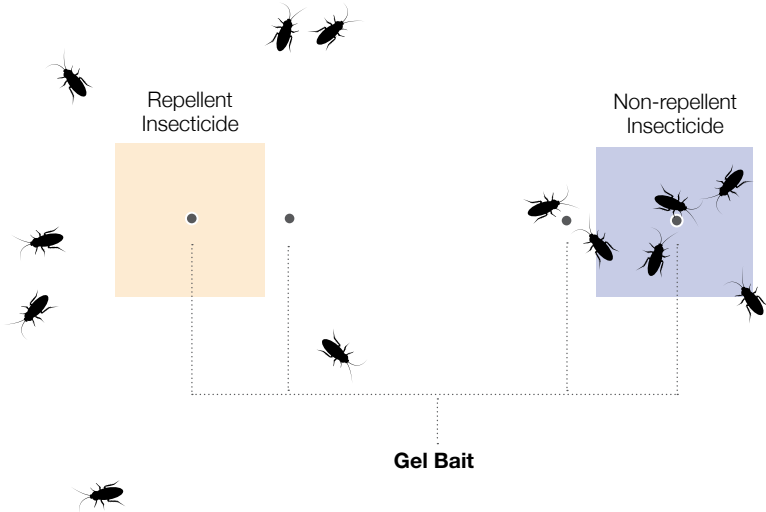 Repellent
Insecticide
Non-repellent
Insecticide
Gel Bait